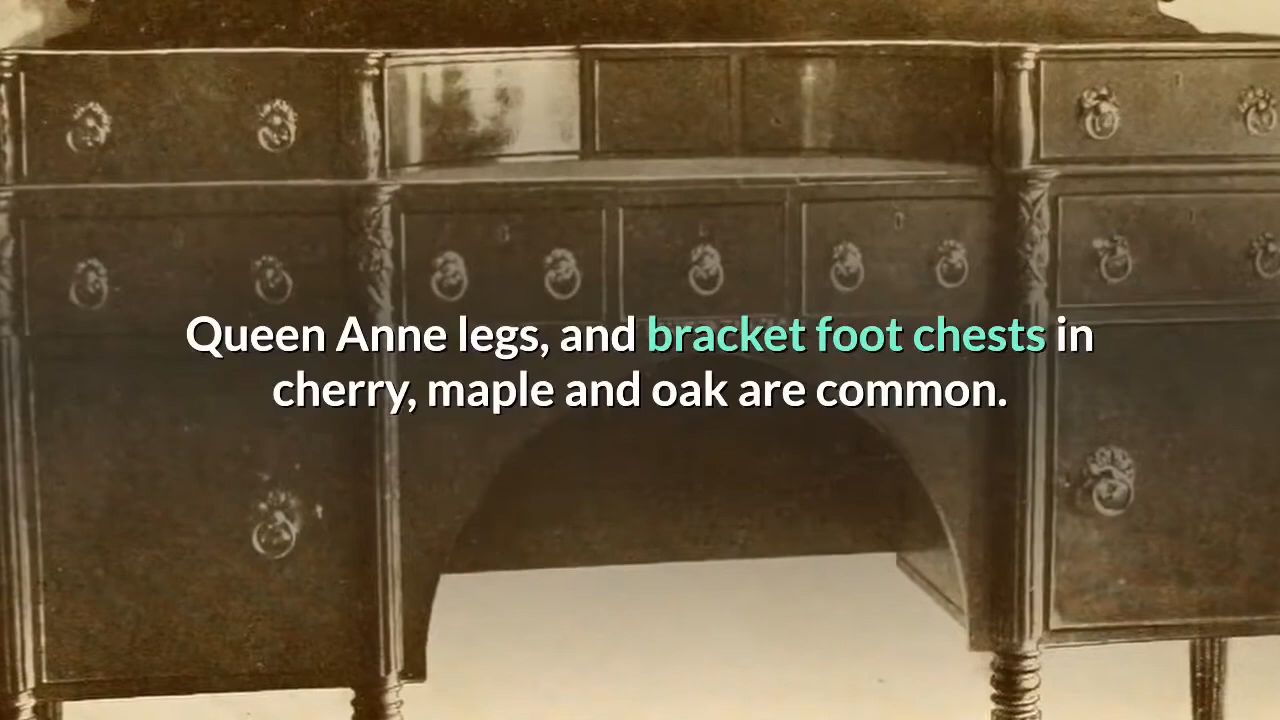 Queen Anne legs, and bracket foot chests in
cherry, maple and oak are common.